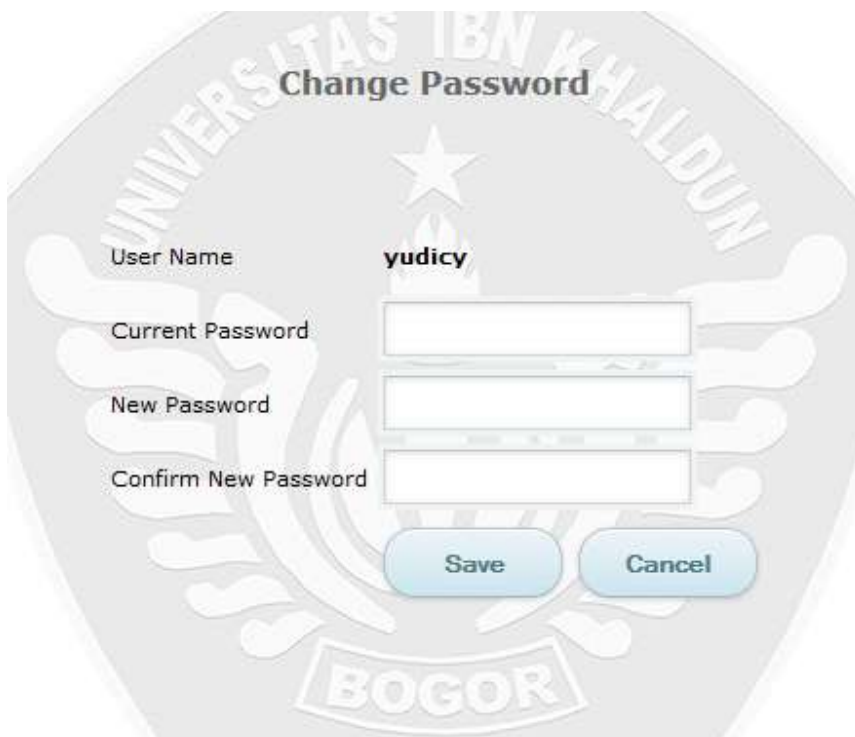 UNIVERSITAS IBN KHALDUN
Change Password
User Name yudicy
Current Password
New Password
Confirm New Password
Save Cancel
BOGOR